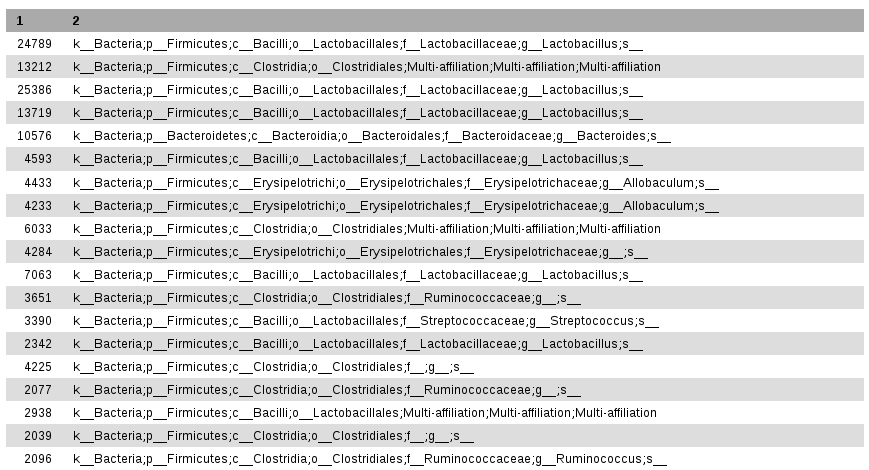 1 2
24789 k__Bacteria;p__Firmicutes;c__Bacilli;o__Lactobacillales;f__Lactobacillaceae;g__Lactobacillus;s__
13212 k__Bacteria;p__Firmicutes;c__Clostridia;o__Clostridiales;Multi-affiliation;Multi-affiliation;Multi-affiliation
25386 k__Bacteria;p__Firmicutes;c__Bacilli;o__Lactobacillales;f__Lactobacillaceae;g__Lactobacillus;s__
13719 k__Bacteria;p__Firmicutes;c__Bacilli;o__Lactobacillales;f__Lactobacillaceae;g__Lactobacillus;s__
10576 k__Bacteria;p__Bacteroidetes;c__Bacteroidia;o__Bacteroidales;f__Bacteroidaceae;g__Bacteroides;s__
4593 k__Bacteria;p__Firmicutes;c__Bacilli;o__Lactobacillales;f__Lactobacillaceae;g__Lactobacillus;s__
4433 k__Bacteria;p__Firmicutes;c__Erysipelotrichi;o__Erysipelotrichales;f__Erysipelotrichaceae;g__Allobaculum;s__
4233 k__Bacteria;p__Firmicutes;c__Erysipelotrichi;o__Erysipelotrichales;f__Erysipelotrichaceae;g__Allobaculum;s__
6033 k__Bacteria;p__Firmicutes;c__Clostridia;o__Clostridiales;Multi-affiliation;Multi-affiliation;Multi-affiliation
4284 k__Bacteria;p__Firmicutes;c__Erysipelotrichi;o__Erysipelotrichales;f__Erysipelotrichaceae;g__;s__
7063 k__Bacteria;p__Firmicutes;c__Bacilli;o__Lactobacillales;f__Lactobacillaceae;g__Lactobacillus;s__
3651 k__Bacteria;p__Firmicutes;c__Clostridia;o__Clostridiales;f__Ruminococcaceae;g__;s__
3390 k__Bacteria;p__Firmicutes;c__Bacilli;o__Lactobacillales;f__Streptococcaceae;g__Streptococcus;s__
2342 k__Bacteria;p__Firmicutes;c__Bacilli;o__Lactobacillales;f__Lactobacillaceae;g__Lactobacillus;s__
4225 k__Bacteria;p__Firmicutes;c__Clostridia;o__Clostridiales;f__;g__;s__
2077 k__Bacteria;p__Firmicutes;c__Clostridia;o__Clostridiales;f__Ruminococcaceae;g__;s__
2938 k__Bacteria;p__Firmicutes;c__Bacilli;o__Lactobacillales;Multi-affiliation;Multi-affiliation;Multi-affiliation
2039 k__Bacteria;p__Firmicutes;c__Clostridia;o__Clostridiales;f__;g__;s__
2096 k__Bacteria;p__Firmicutes;c__Clostridia;o__Clostridiales;f__Ruminococcaceae;g__Ruminococcus;s__